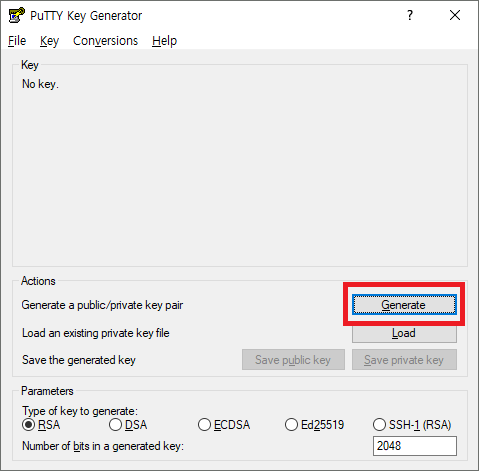 PuTTY Key Generator
?
File Key Conversions Help
Key
No key.
Actions
Generate a public/private key pair Generate
Load an existing private key file Load
Save the generated key Save public key Save private key
Parameters
Type of key to generate:
RSA DSA ECDSA Ed25519 SSH-1 (RSA)
Number of bits in a generated key: 2048